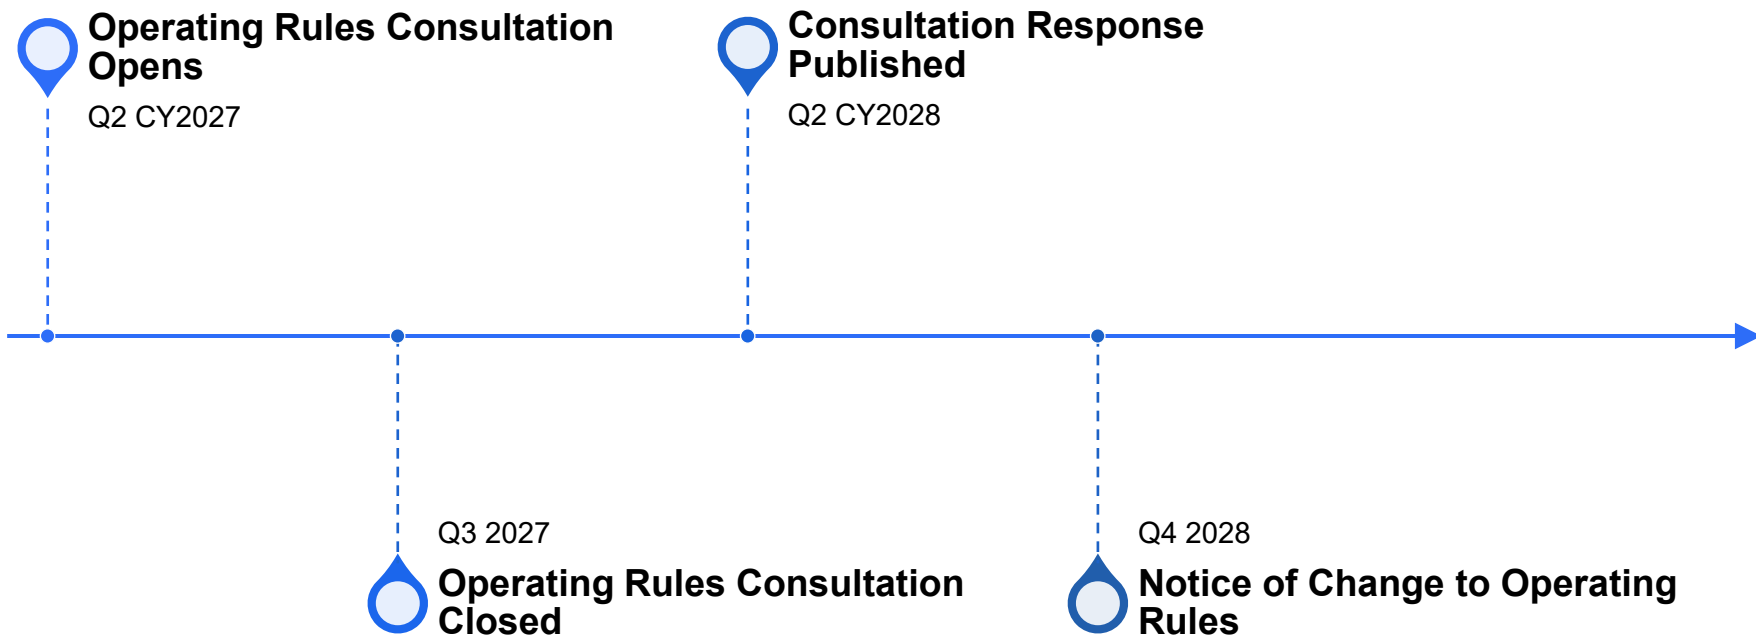 Operating Rules Consultation
Opens
Q2 CY2027
Consultation Response
Published
Q2 CY2028
Q3 2027
Operating Rules Consultation
Closed
Q4 2028
Notice of Change to Operating
Rules